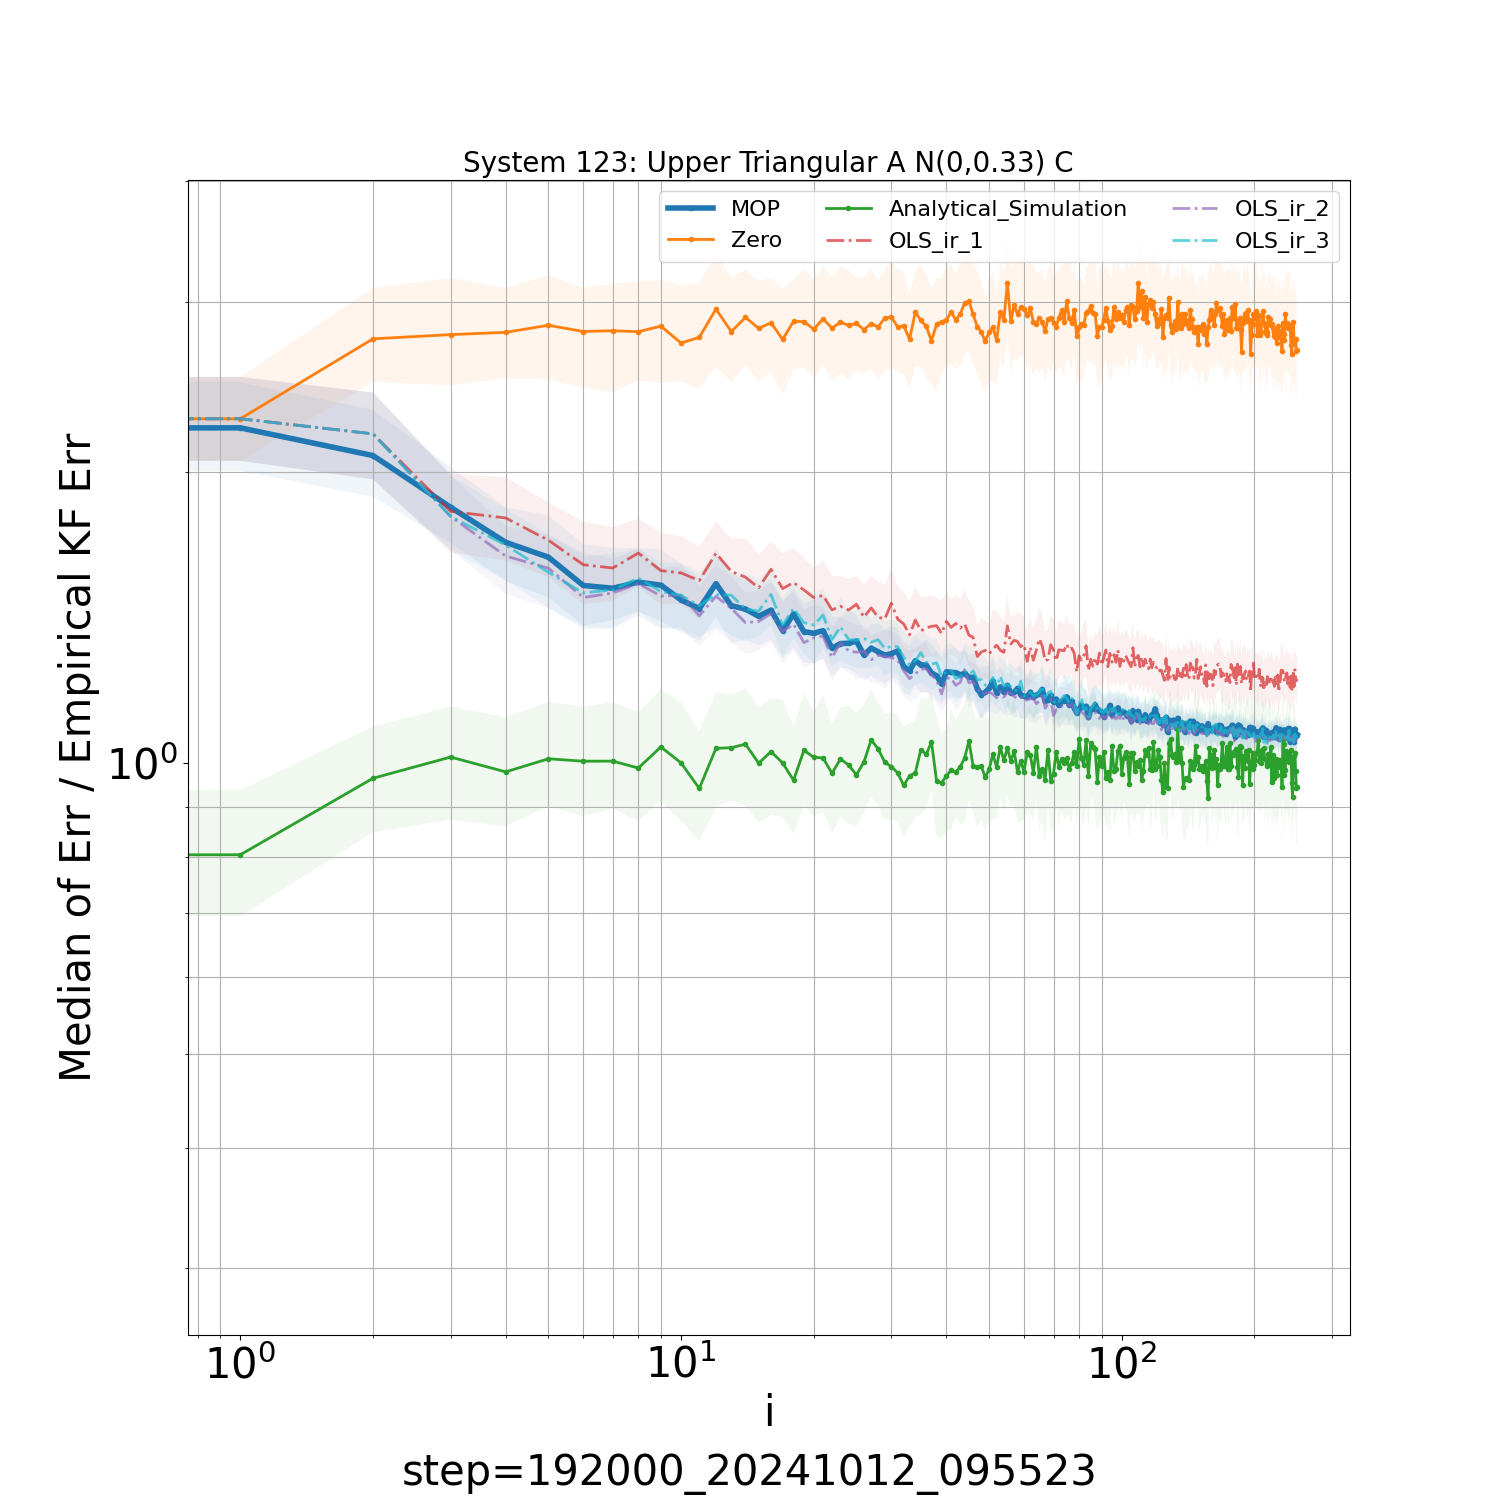 System 123: Upper Triangular A N(0,0.33) C
MOP
Zero
Analytical_Simulation
OLS_ir_1
OLS_ir_2
OLS_ir_3
Median of Err / Empirical KF Err
10⁰
10⁰
10¹
10²
i
step=192000_20241012_095523